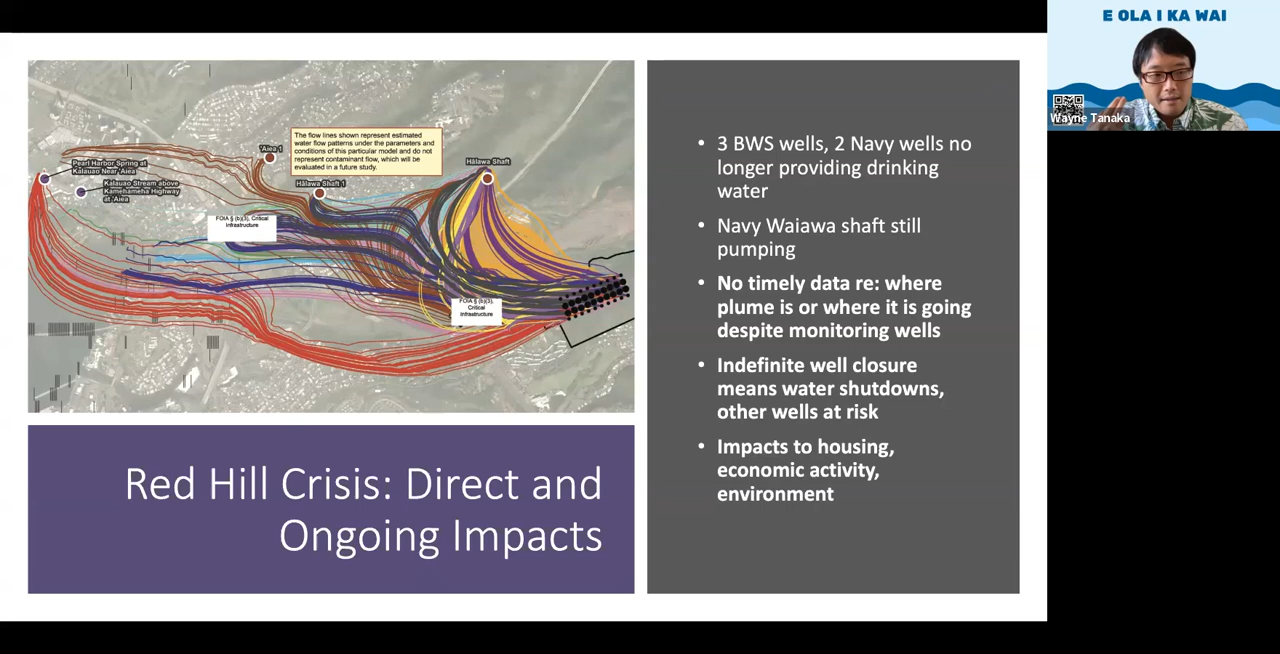 E OLA I KA WAI
Wayne Tanaka
The flow lines shown represent estimated
water flow patterns under the parameters and
conditions of this particular model and do not
represent contaminant flow, which will be
evaluated in a future study.
ʻAiea 1
Hālawa Shaft
Pearl Harbor Spring at
Kalauao Near ʻAiea
Kalauao Stream above
Kamehameha Highway
at ʻAiea
Hālawa Shaft 1
FOIA § (b)(3), Critical
Infrastructure
FOIA § (b)(3),
Critical
Infrastructure
Red Hill Crisis: Direct and
Ongoing Impacts
• 3 BWS wells, 2 Navy wells no
longer providing drinking
water
• Navy Waiawa shaft still
pumping
• No timely data re: where
plume is or where it is going
despite monitoring wells
• Indefinite well closure
means water shutdowns,
other wells at risk
• Impacts to housing,
economic activity,
environment